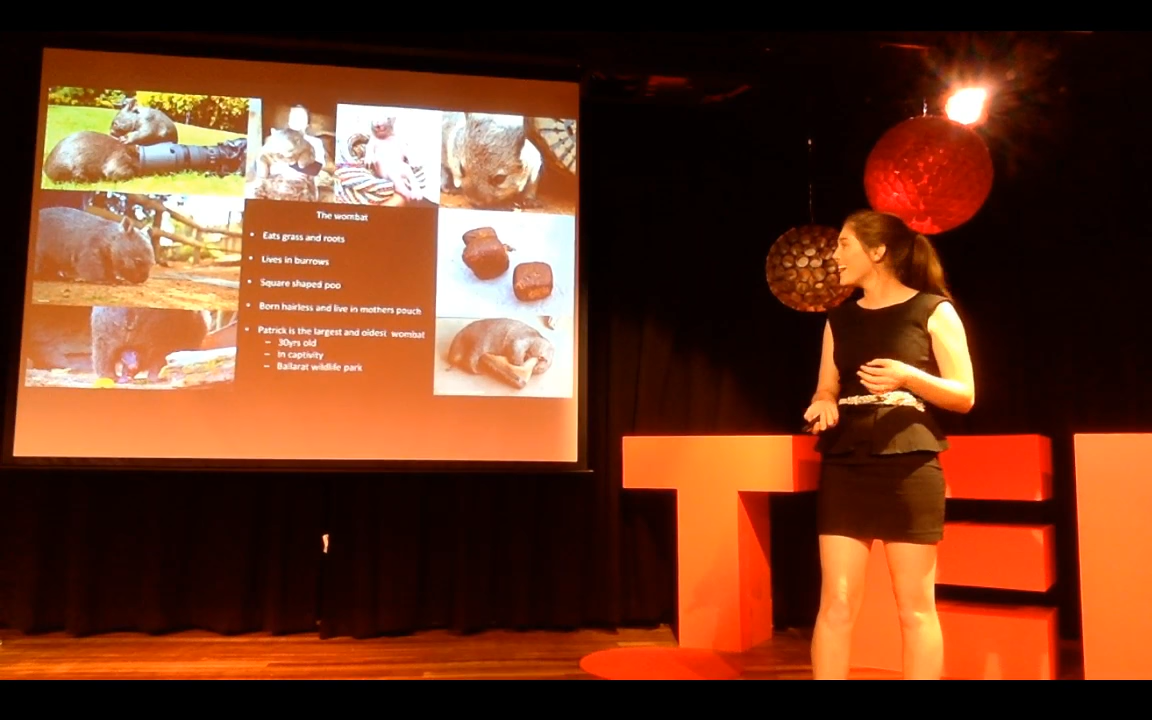 The wombat
• Eats grass and roots
• Lives in burrows
• Square shaped poo
• Born hairless and live in mothers pouch
• Patrick is the largest and oldest wombat
– 30yrs old
– In captivity
– Ballarat wildlife park
TE